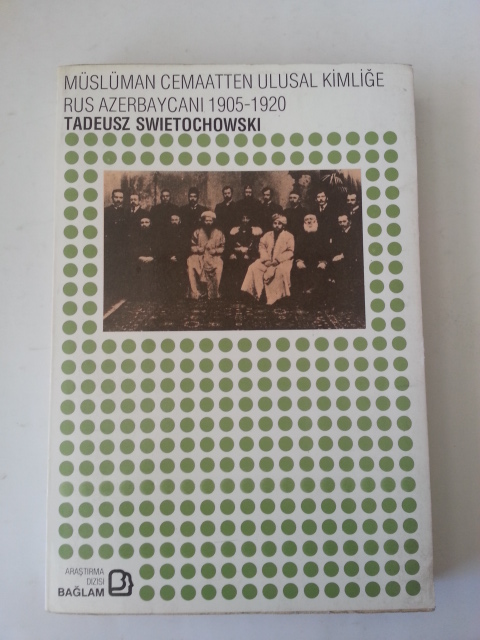 MÜSLÜMAN CEMAATTEN ULUSAL KİMLİĞE
RUS AZERBAYCANI 1905-1920
TADEUSZ SWIETOCHOWSKI
ARAŞTIRMA
DİZİSİ
BAĞLAM